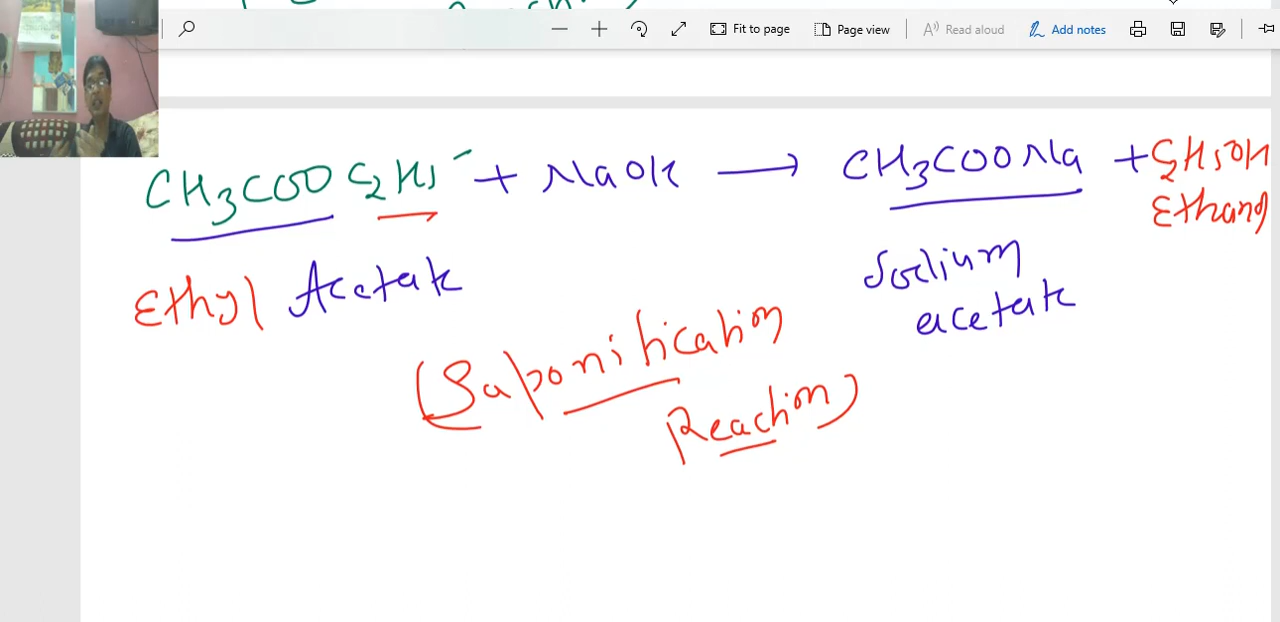 Fit to page Page view Read aloud Add notes
CH3COOC2H5 + NaOH → CH3COONa + C2H5OH
Ethanol
Ethyl Acetate
Sodium
acetate
(Saponification
Reaction)